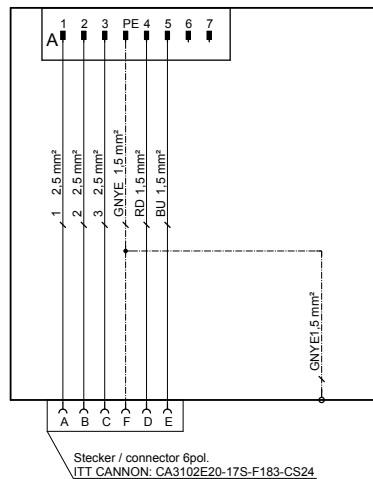 1 2 3 PE 4 5 6 7
A
1 2,5 mm²
2 2,5 mm²
3 2,5 mm²
GNYE 1,5 mm²
RD 1,5 mm²
BU 1,5 mm²
GNYE1,5 mm²
A B C F D E
Stecker / connector 6pol.
ITT CANNON: CA3102E20-17S-F183-CS24